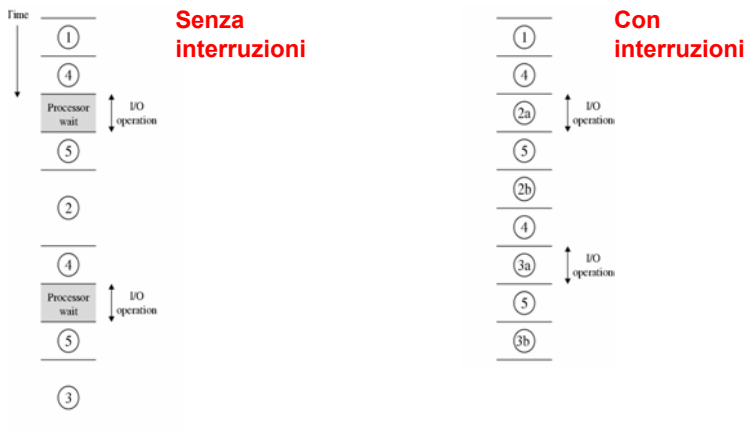 Time
Senza
interruzioni
1
4
Processor
wait
I/O
operation
5
2
4
Processor
wait
I/O
operation
5
3
Con
interruzioni
1
4
2a
I/O
operation
5
2b
4
3a
I/O
operation
5
3b